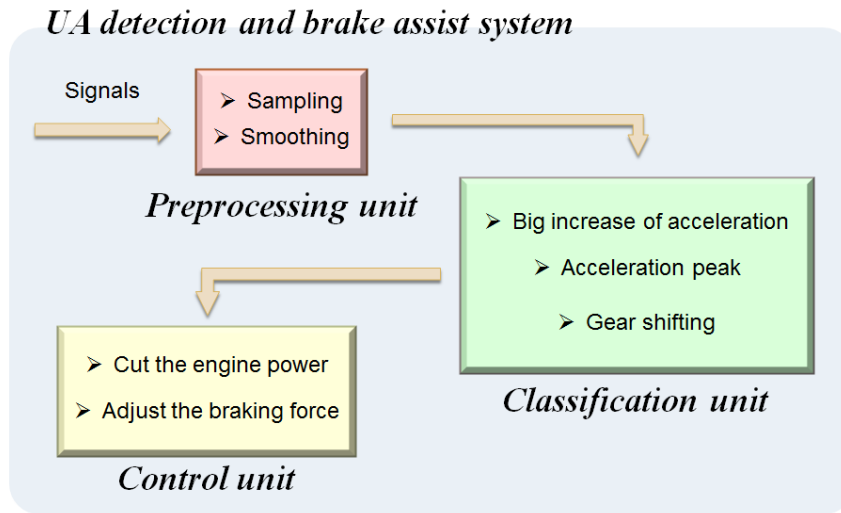 UA detection and brake assist system
Signals
➢ Sampling
➢ Smoothing
Preprocessing unit
➢ Big increase of acceleration
➢ Acceleration peak
➢ Gear shifting
Classification unit
➢ Cut the engine power
➢ Adjust the braking force
Control unit